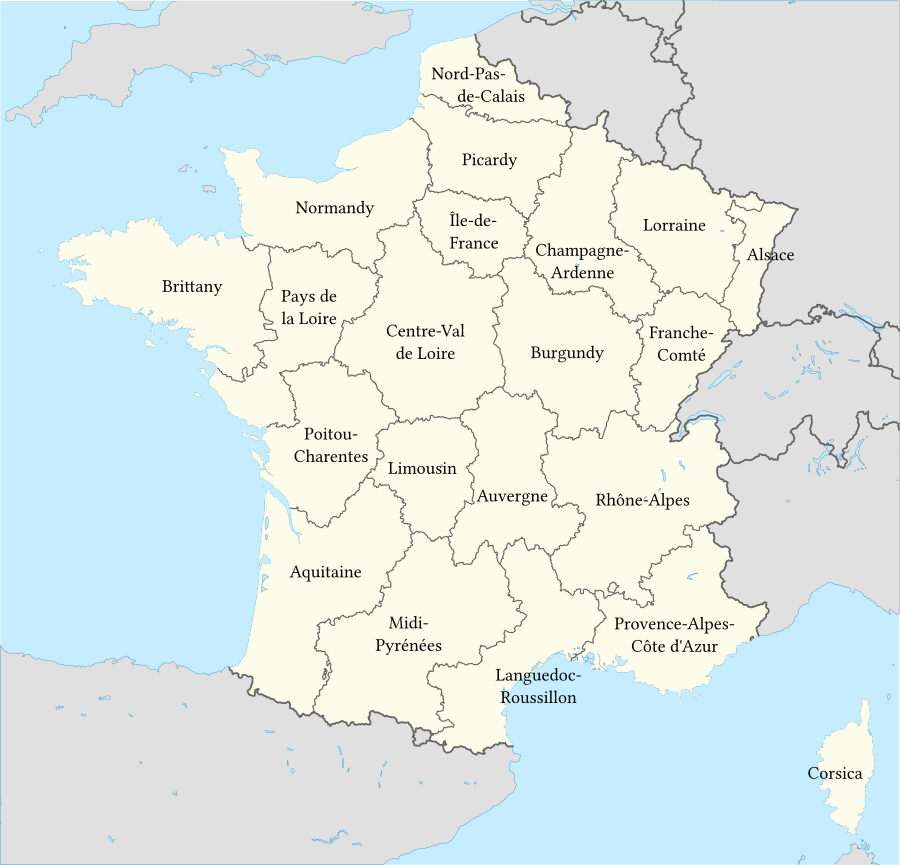 Nord-Pas-
de-Calais
Picardy
Normandy
Île-de-
France
Lorraine
Champagne-
Ardenne
Alsace
Brittany
Pays de
la Loire
Centre-Val
de Loire
Burgundy
Franche-
Comté
Poitou-
Charentes
Limousin
Auvergne
Rhône-Alpes
Aquitaine
Midi-
Pyrénées
Provence-Alpes-
Côte d'Azur
Languedoc-
Roussillon
Corsica